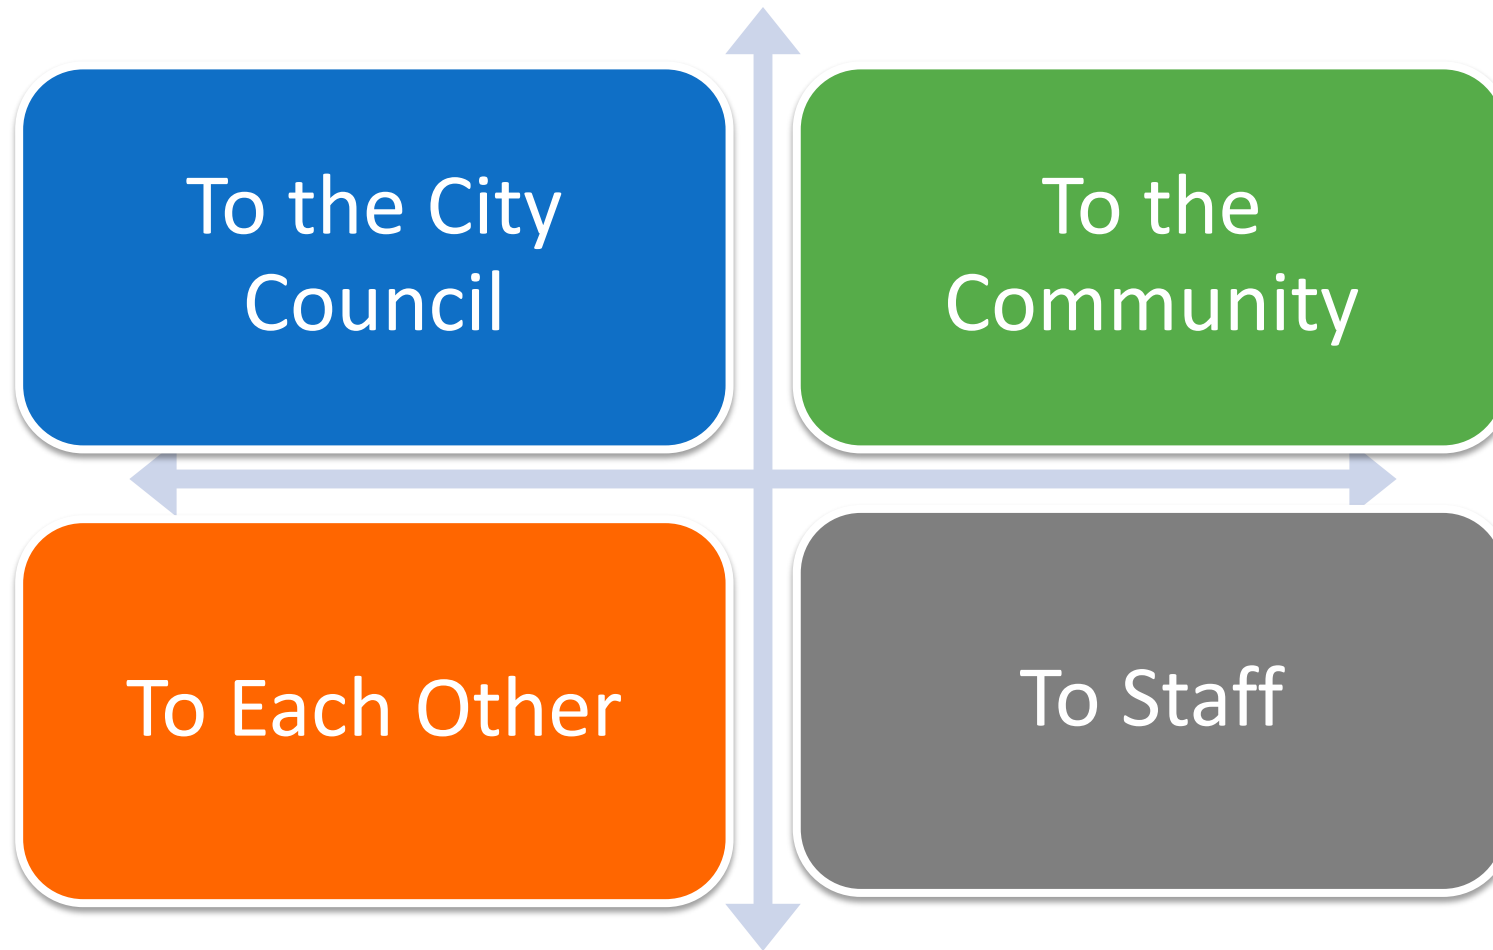 To the City
Council
To the
Community
To Each Other
To Staff